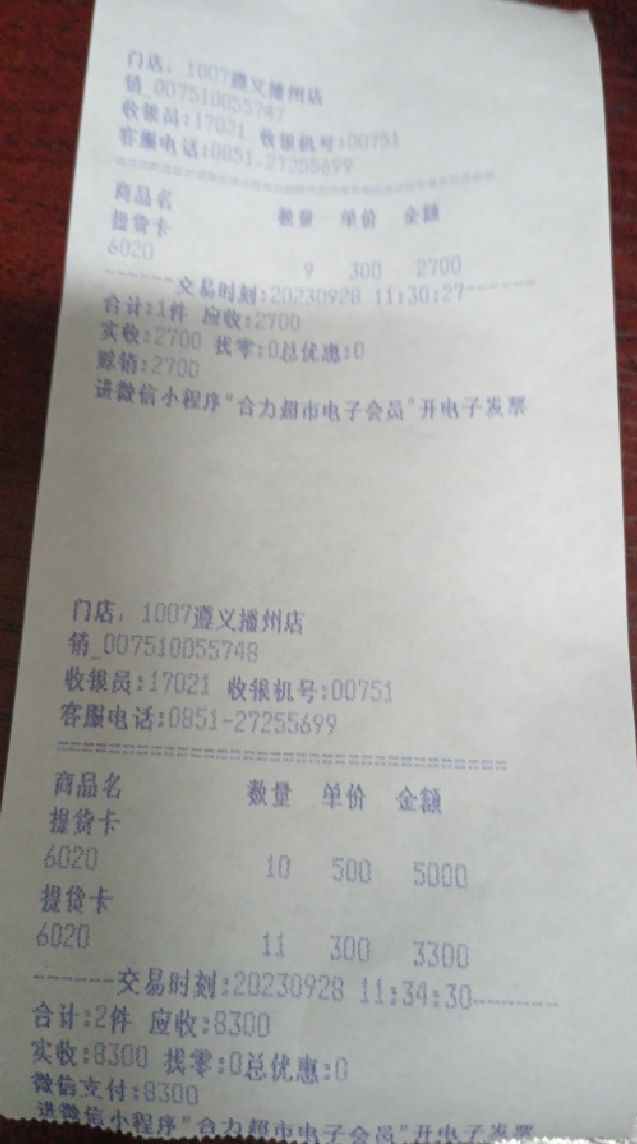 门店：1007遵义播州店
销_007510055747
收银员:17021 收银机号:00751
客服电话:0851-27255699
商品名 数量 单价 金额
提货卡
6020 9 300 2700
------交易时刻:20230928 11:30:27------
合计:1件 应收:2700
实收:2700 找零:0总优惠:0
赊销:2700
进微信小程序"合力超市电子会员"开电子发票
门店：1007遵义播州店
销_007510055748
收银员:17021 收银机号:00751
客服电话:0851-27255699
商品名 数量 单价 金额
提货卡
6020 10 500 5000
提货卡
6020 11 300 3300
------交易时刻:20230928 11:34:30------
合计:2件 应收:8300
实收:8300 找零:0总优惠:0
微信支付:8300
进微信小程序"合力超市电子会员"开电子发票